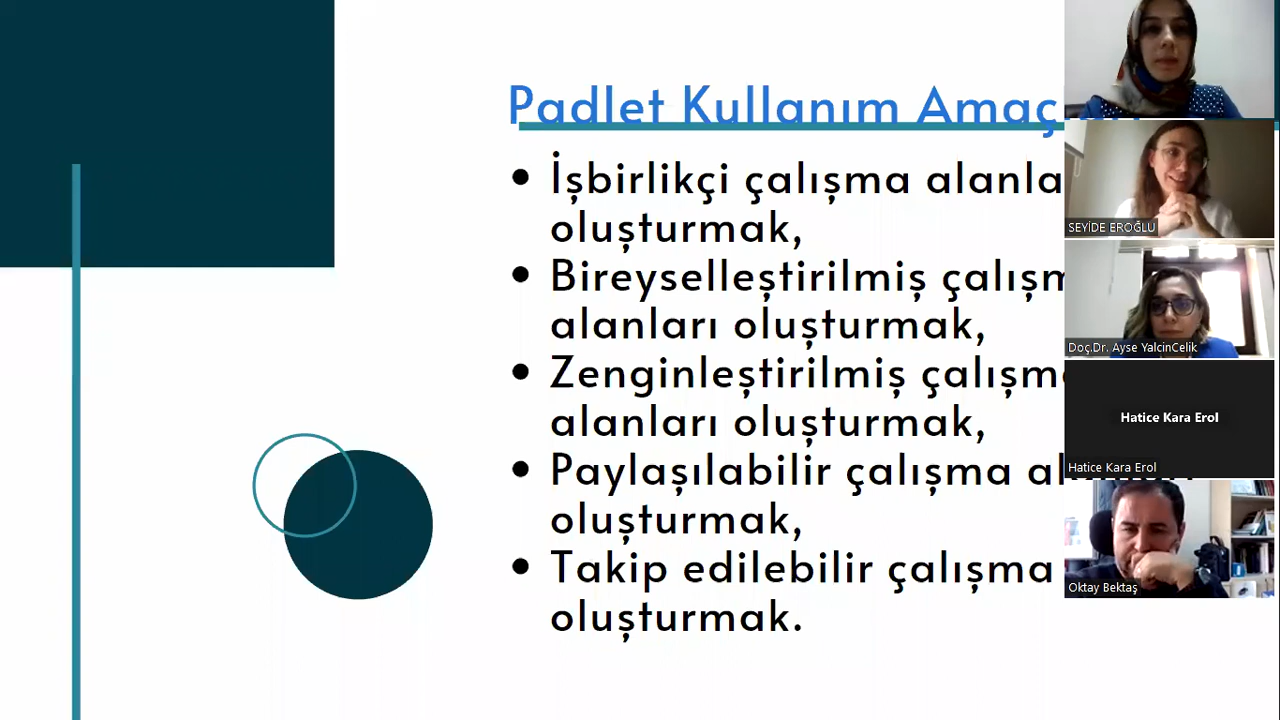 Padlet Kullanım Amaç
• İşbirlikçi çalışma alanla
oluşturmak,
• Bireyselleştirilmiş çalışm
alanları oluşturmak,
• Zenginleştirilmiş çalışma
alanları oluşturmak,
• Paylaşılabilir çalışma al
oluşturmak,
• Takip edilebilir çalışma
oluşturmak.
SEYİDE EROĞLU
Doç.Dr. Ayse YalcinCelik
Hatice Kara Erol
Hatice Kara Erol
Oktay Bektaş